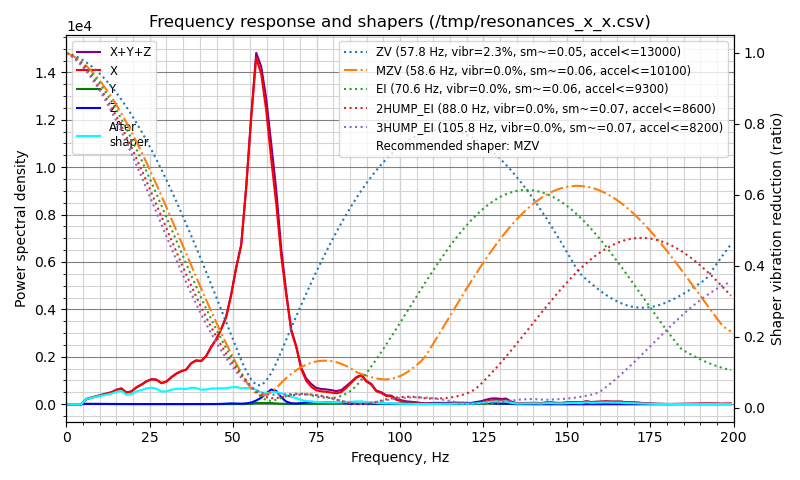 Frequency response and shapers (/tmp/resonances_x_x.csv)
1e4
X+Y+Z
X
Y
Z
After
shaper
ZV (57.8 Hz, vibr=2.3%, sm~=0.05, accel<=13000)
MZV (58.6 Hz, vibr=0.0%, sm~=0.06, accel<=10100)
EI (70.6 Hz, vibr=0.0%, sm~=0.06, accel<=9300)
2HUMP_EI (88.0 Hz, vibr=0.0%, sm~=0.07, accel<=8600)
3HUMP_EI (105.8 Hz, vibr=0.0%, sm~=0.07, accel<=8200)
Recommended shaper: MZV
Power spectral density
1.4
1.2
1.0
0.8
0.6
0.4
0.2
0.0
Shaper vibration reduction (ratio)
1.0
0.8
0.6
0.4
0.2
0.0
0 25 50 75 100 125 150 175 200
Frequency, Hz